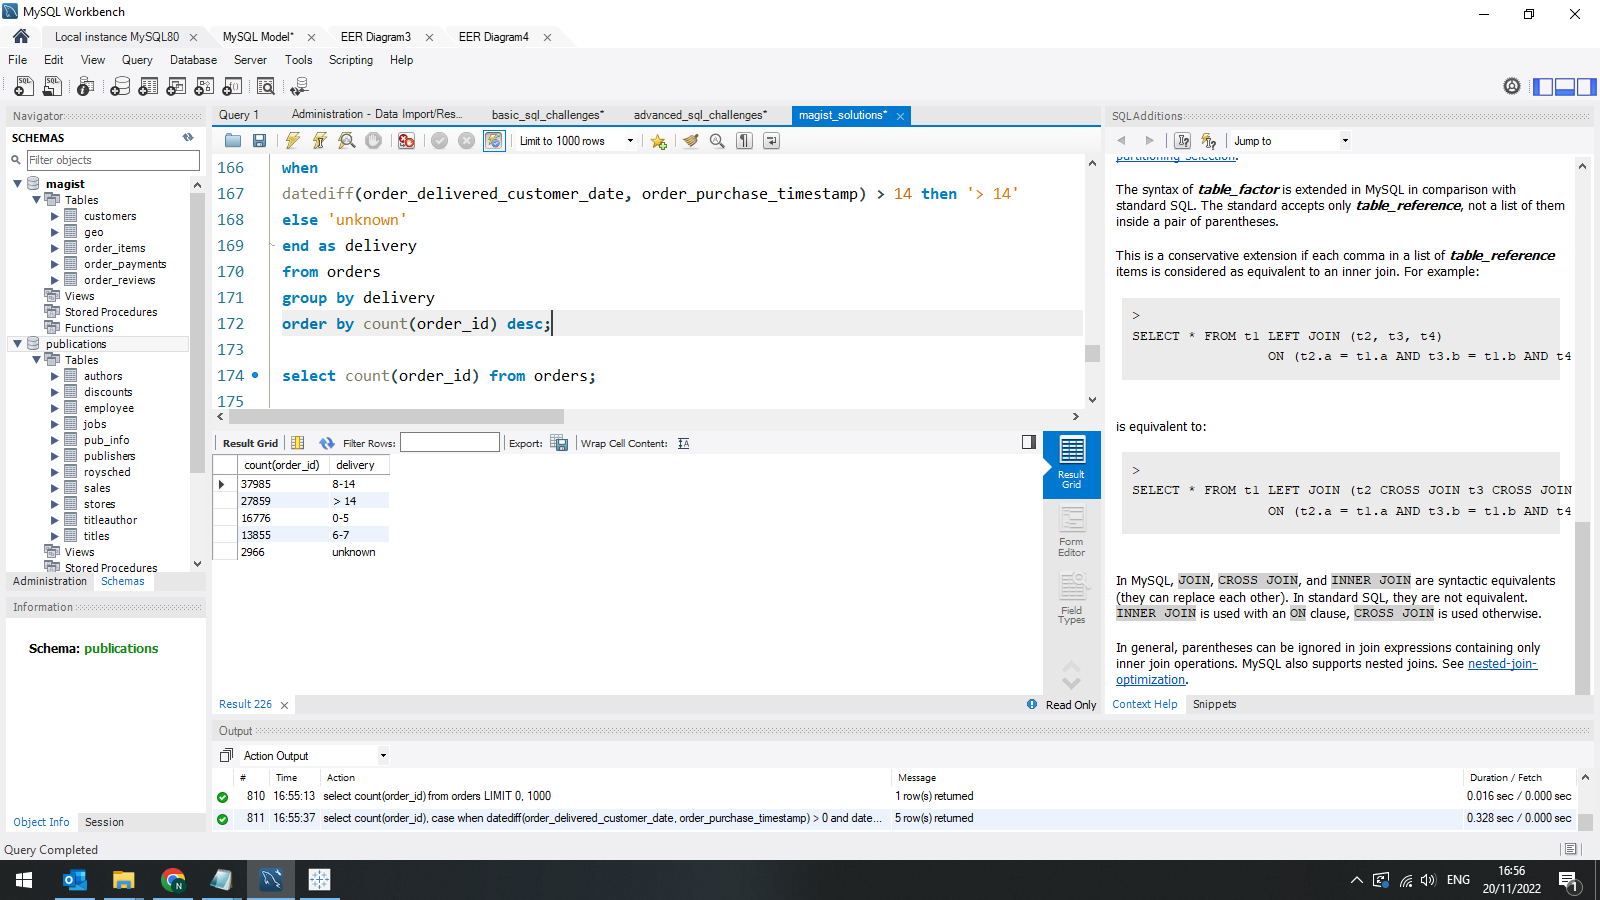 MySQL Workbench
Local instance MySQL80
MySQL Model*
EER Diagram3
EER Diagram4
File Edit View Query Database Server Tools Scripting Help
Navigator
SCHEMAS
Filter objects
magist
Tables
customers
geo
order_items
order_payments
order_reviews
Views
Stored Procedures
Functions
publications
Tables
authors
discounts
employee
jobs
pub_info
publishers
roysched
sales
stores
titleauthor
titles
Views
Stored Procedures
Administration Schemas
Information
Schema: publications
Object Info Session
Query Completed
Query 1
Administration - Data Import/Res...
basic_sql_challenges*
advanced_sql_challenges*
magist_solutions*
Limit to 1000 rows
166 when
167 datediff(order_delivered_customer_date, order_purchase_timestamp) > 14 then '> 14'
168 else 'unknown'
169 end as delivery
170 from orders
171 group by delivery
172 order by count(order_id) desc;
173
174 select count(order_id) from orders;
175
Result Grid Filter Rows: Export: Wrap Cell Content:
count(order_id) delivery
37985 8-14
27859 > 14
16776 0-5
13855 6-7
2966 unknown
Result Grid
Form Editor
Field Types
Result 226
Read Only
Output
Action Output
# Time Action Message Duration / Fetch
810 16:55:13 select count(order_id) from orders LIMIT 0, 1000 1 row(s) returned 0.016 sec / 0.000 sec
811 16:55:37 select count(order_id), case when datediff(order_delivered_customer_date, order_purchase_timestamp) > 0 and date... 5 row(s) returned 0.328 sec / 0.000 sec
SQLAdditions
Jump to
partitioning-selection.
The syntax of table_factor is extended in MySQL in comparison with
standard SQL. The standard accepts only table_reference, not a list of them
inside a pair of parentheses.
This is a conservative extension if each comma in a list of table_reference
items is considered as equivalent to an inner join. For example:
>
SELECT * FROM t1 LEFT JOIN (t2, t3, t4)
ON (t2.a = t1.a AND t3.b = t1.b AND t4
is equivalent to:
>
SELECT * FROM t1 LEFT JOIN (t2 CROSS JOIN t3 CROSS JOIN
ON (t2.a = t1.a AND t3.b = t1.b AND t4
In MySQL, JOIN, CROSS JOIN, and INNER JOIN are syntactic equivalents
(they can replace each other). In standard SQL, they are not equivalent.
INNER JOIN is used with an ON clause, CROSS JOIN is used otherwise.
In general, parentheses can be ignored in join expressions containing only
inner join operations. MySQL also supports nested joins. See nested-join-
optimization.
Context Help Snippets
ENG
16:56
20/11/2022
1